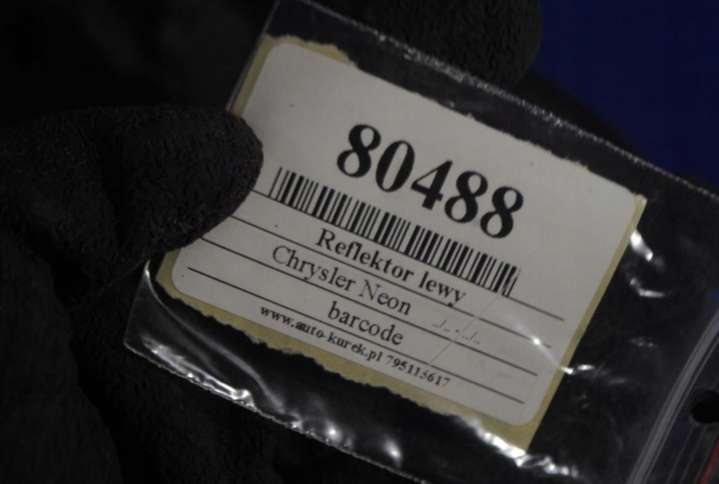 80488
Reflektor lewy
Chrysler Neon
barcode
www.auto-kurek.pl 795115617